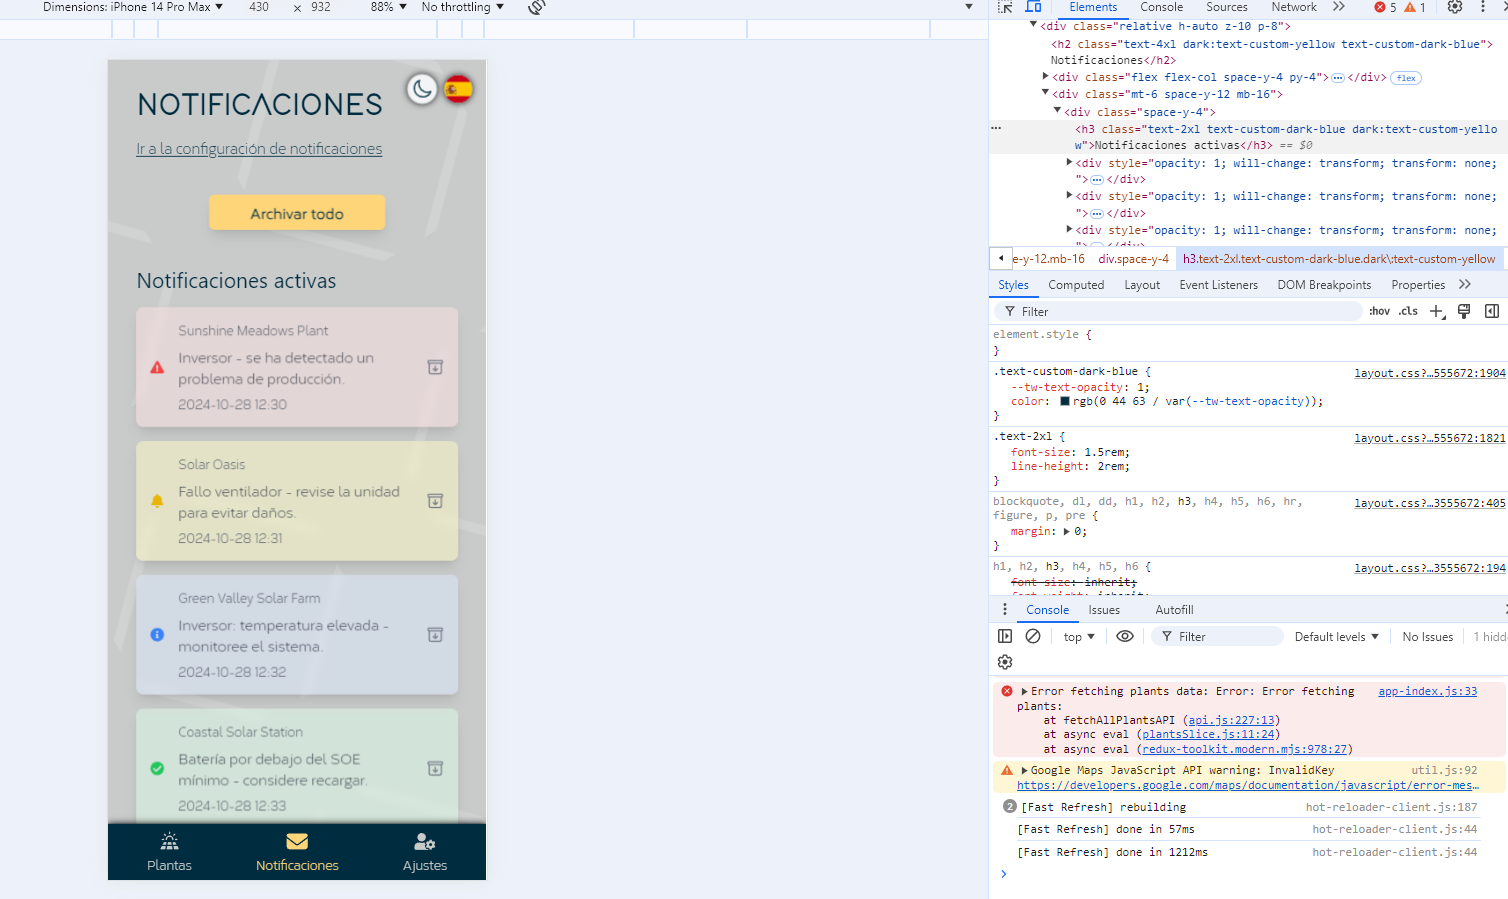 Dimensions: iPhone 14 Pro Max ▼ 430 × 932 88% ▼ No throttling ▼
NOTIFICACIONES
Ir a la configuración de notificaciones
Archivar todo
Notificaciones activas
Sunshine Meadows Plant
Inversor - se ha detectado un
problema de producción.
2024-10-28 12:30
Solar Oasis
Fallo ventilador - revise la unidad
para evitar daños.
2024-10-28 12:31
Green Valley Solar Farm
Inversor: temperatura elevada -
monitoree el sistema.
2024-10-28 12:32
Coastal Solar Station
Batería por debajo del SOE
mínimo - considere recargar.
2024-10-28 12:33
Plantas Notificaciones Ajustes
Elements Console Sources Network 5 1
<div class="relative h-auto z-10 p-8">
<h2 class="text-4xl dark:text-custom-yellow text-custom-dark-blue">
Notificaciones</h2>
<div class="flex flex-col space-y-4 py-4"> … </div> flex
<div class="mt-6 space-y-12 mb-16">
<div class="space-y-4">
<h3 class="text-2xl text-custom-dark-blue dark:text-custom-yello
w">Notificaciones activas</h3> == $0
<div style="opacity: 1; will-change: transform; transform: none;
"> … </div>
<div style="opacity: 1; will-change: transform; transform: none;
"> … </div>
<div style="opacity: 1; will-change: transform; transform: none;
"> … </div>
e-y-12.mb-16 div.space-y-4 h3.text-2xl.text-custom-dark-blue.dark\:text-custom-yellow
Styles Computed Layout Event Listeners DOM Breakpoints Properties
Filter :hov .cls
element.style {
}
.text-custom-dark-blue { layout.css?…555672:1904
--tw-text-opacity: 1;
color: rgb(0 44 63 / var(--tw-text-opacity));
}
.text-2xl { layout.css?…555672:1821
font-size: 1.5rem;
line-height: 2rem;
}
blockquote, dl, dd, h1, h2, h3, h4, h5, h6, hr, layout.css?…3555672:405
figure, p, pre {
margin: 0;
}
h1, h2, h3, h4, h5, h6 { layout.css?…3555672:194
font-size: inherit;
font-weight: inherit;
Console Issues Autofill
top ▼ Filter Default levels ▼ No Issues 1 hidd
Error fetching plants data: Error: Error fetching app-index.js:33
plants:
at fetchAllPlantsAPI (api.js:227:13)
at async eval (plantsSlice.js:11:24)
at async eval (redux-toolkit.modern.mjs:978:27)
Google Maps JavaScript API warning: InvalidKey util.js:92
https://developers.google.com/maps/documentation/javascript/error-mes…
2 [Fast Refresh] rebuilding hot-reloader-client.js:187
[Fast Refresh] done in 57ms hot-reloader-client.js:44
[Fast Refresh] done in 1212ms hot-reloader-client.js:44